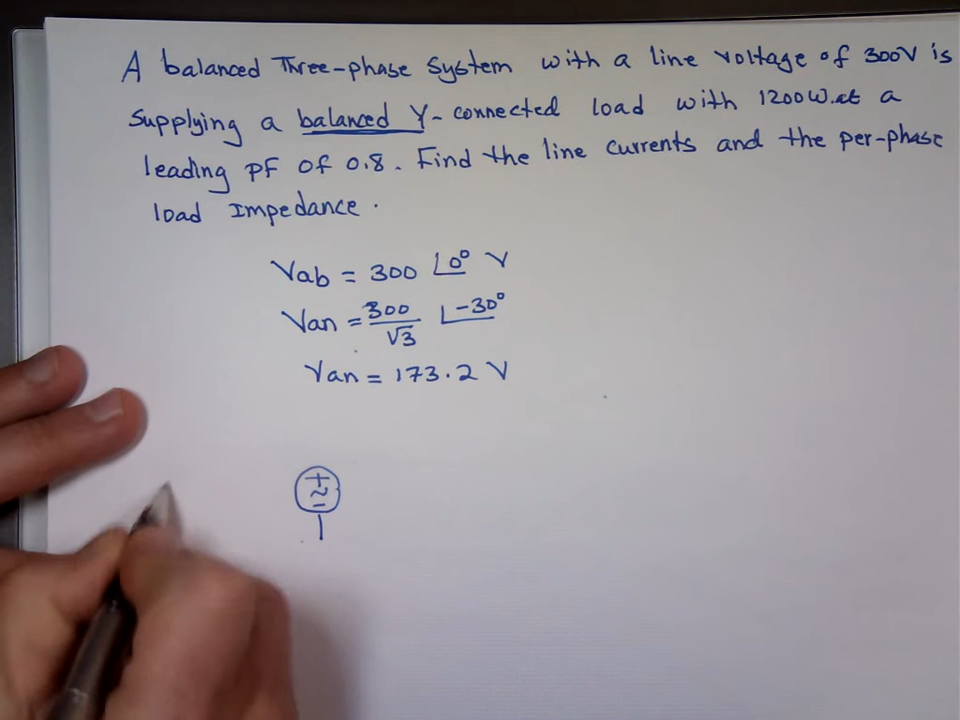 A balanced Three-phase System with a line voltage of 300V is
Supplying a balanced Y-connected load with 1200W at a
leading PF of 0.8. Find the line currents and the per-phase
load Impedance.
Vab = 300 ∠0° V
Van = 300/√3 ∠-30°
Van = 173.2 V
+
~
-